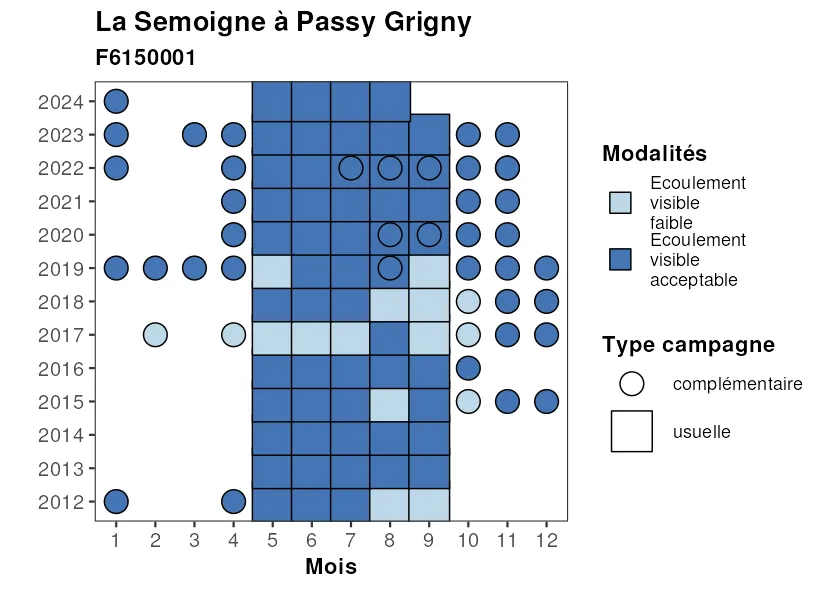 La Semoigne à Passy Grigny
F6150001
2024
2023
2022
2021
2020
2019
2018
2017
2016
2015
2014
2013
2012
1 2 3 4 5 6 7 8 9 10 11 12
Mois
Modalités
Ecoulement
visible
faible
Ecoulement
visible
acceptable
Type campagne
complémentaire
usuelle